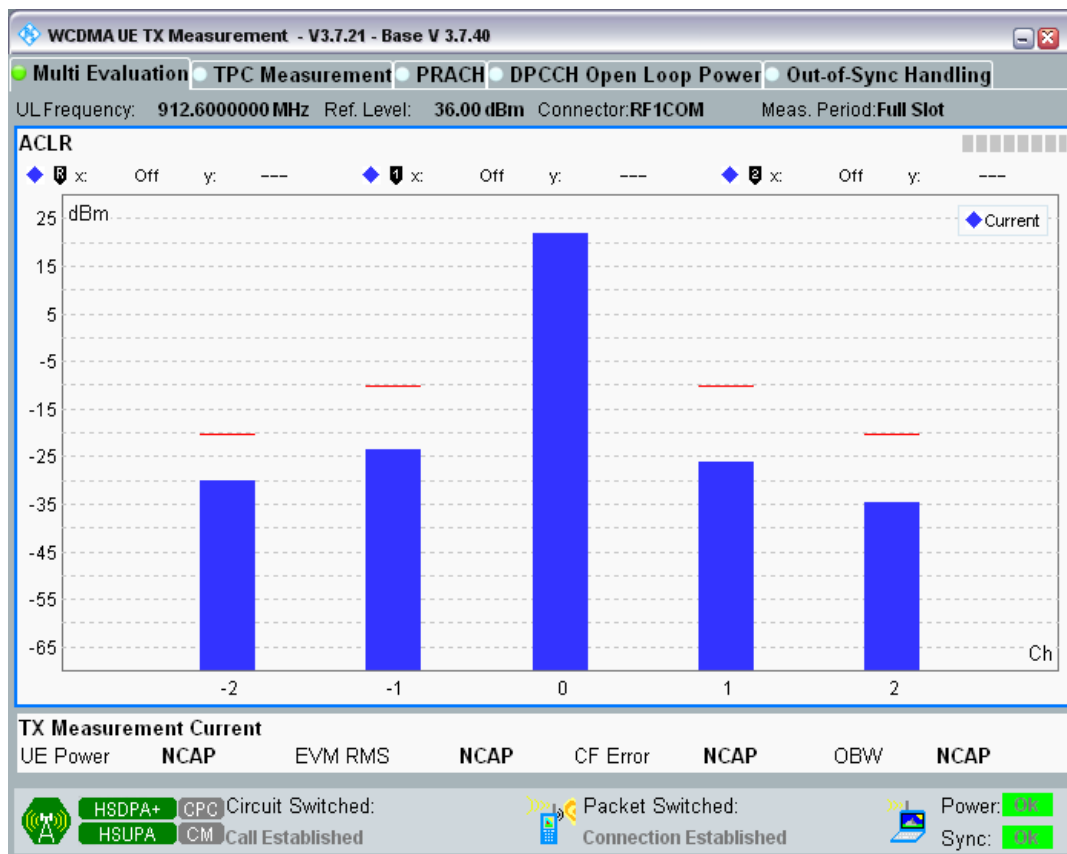 WCDMA UE TX Measurement - V3.7.21 - Base V 3.7.40
Multi Evaluation TPC Measurement PRACH DPCCH Open Loop Power Out-of-Sync Handling
UL Frequency: 912.6000000 MHz Ref. Level: 36.00 dBm Connector:RF1COM Meas. Period:Full Slot
ACLR
R x: Off y: --- 1 x: Off y: --- 2 x: Off y: ---
dBm
Current
25
15
5
-5
-15
-25
-35
-45
-55
-65
Ch
-2 -1 0 1 2
TX Measurement Current
UE Power NCAP EVM RMS NCAP CF Error NCAP OBW NCAP
HSDPA+ CPC Circuit Switched: Packet Switched: Power: Ok
HSUPA CM Call Established Connection Established Sync: Ok